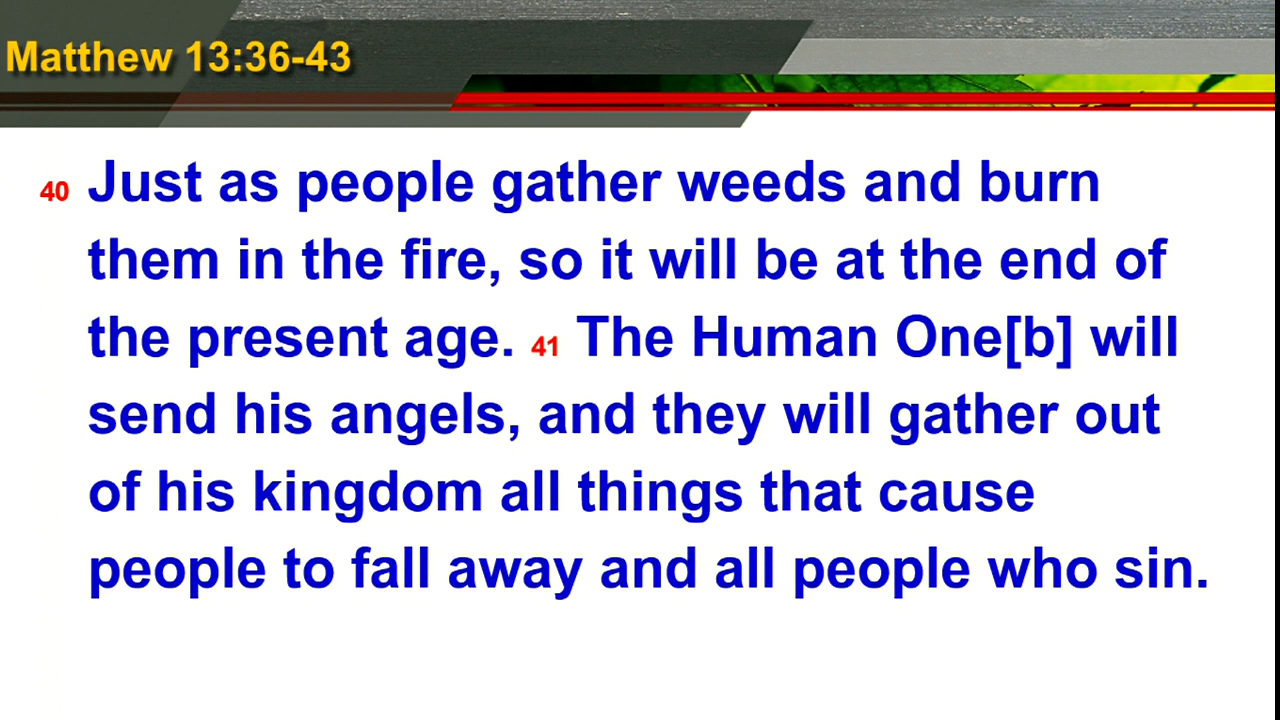 Matthew 13:36-43
40 Just as people gather weeds and burn
them in the fire, so it will be at the end of
the present age. 41 The Human One[b] will
send his angels, and they will gather out
of his kingdom all things that cause
people to fall away and all people who sin.